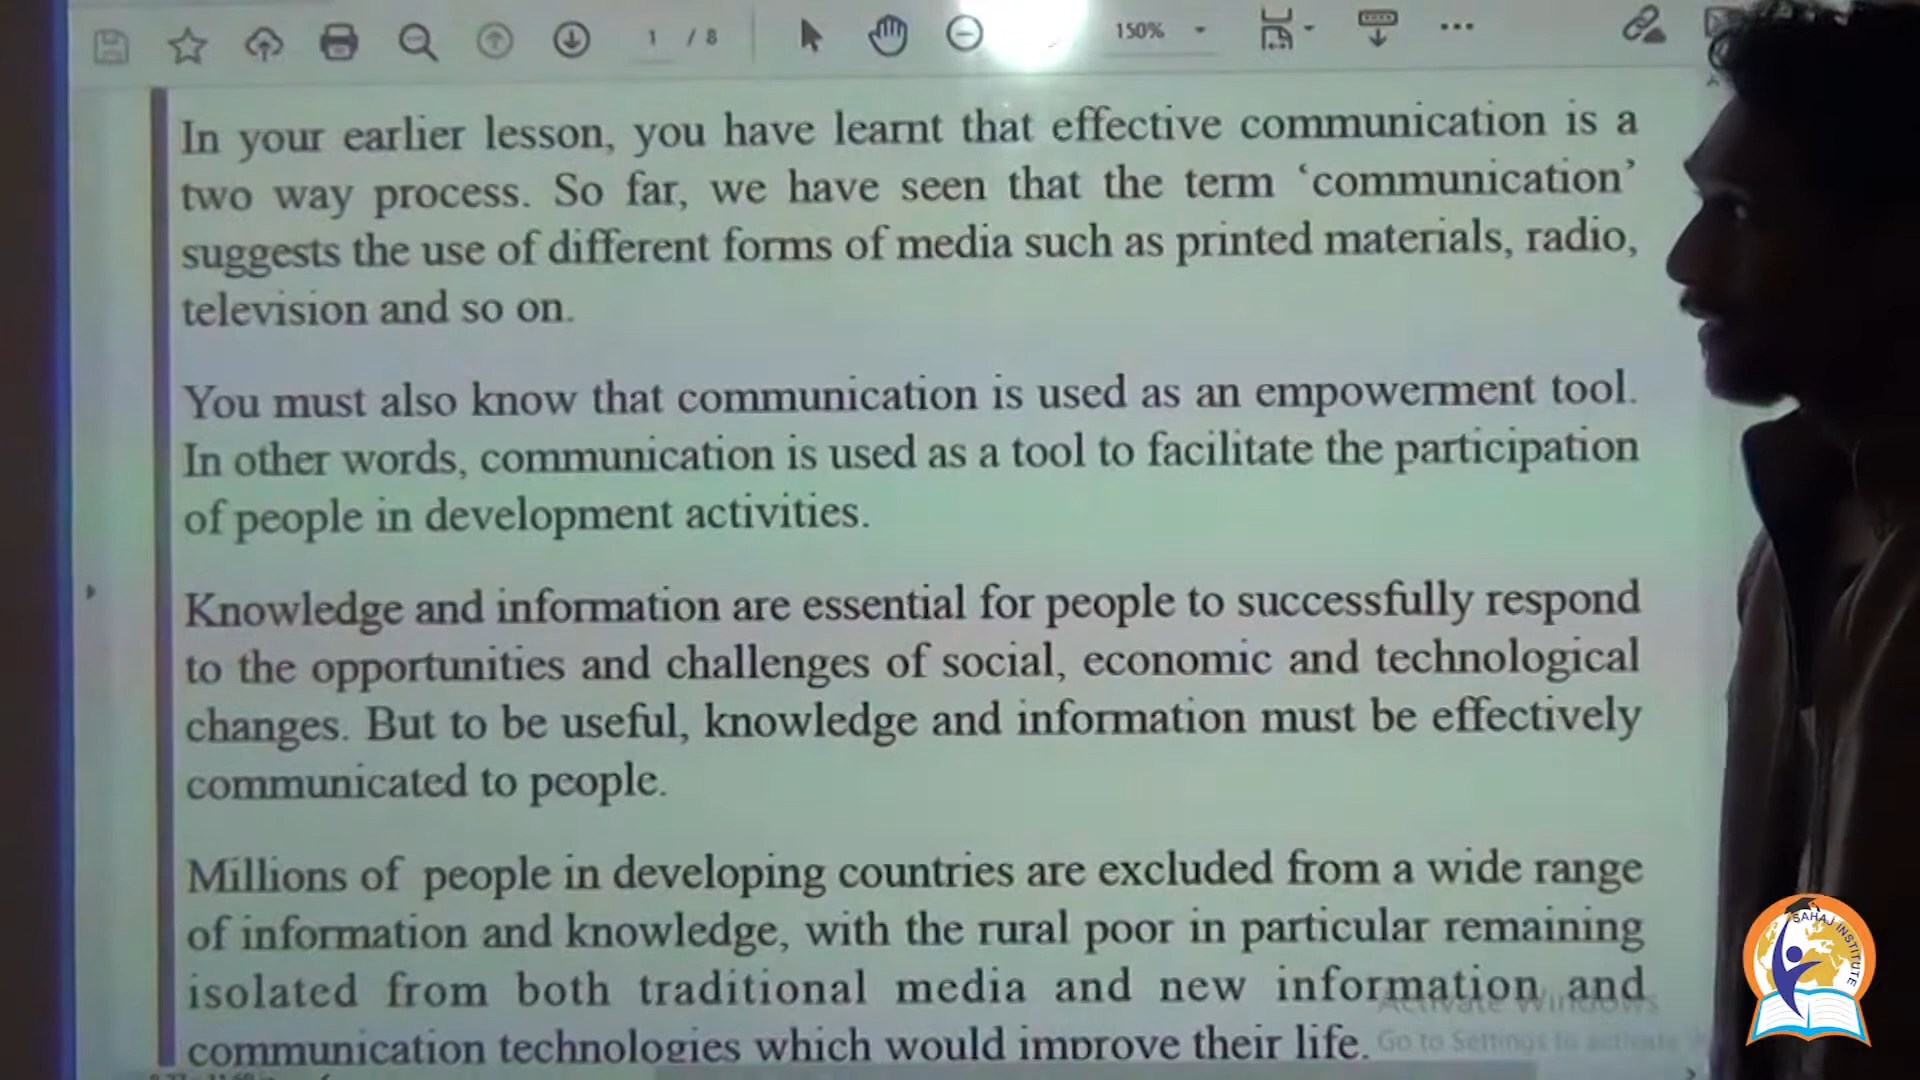 1 / 8
150%
In your earlier lesson, you have learnt that effective communication is a
two way process. So far, we have seen that the term ‘communication’
suggests the use of different forms of media such as printed materials, radio,
television and so on.
You must also know that communication is used as an empowerment tool.
In other words, communication is used as a tool to facilitate the participation
of people in development activities.
Knowledge and information are essential for people to successfully respond
to the opportunities and challenges of social, economic and technological
changes. But to be useful, knowledge and information must be effectively
communicated to people.
Millions of people in developing countries are excluded from a wide range
of information and knowledge, with the rural poor in particular remaining
isolated from both traditional media and new information and
communication technologies which would improve their life.
Activate Windows
Go to Settings to activate
SAHAJ INSTITUTE